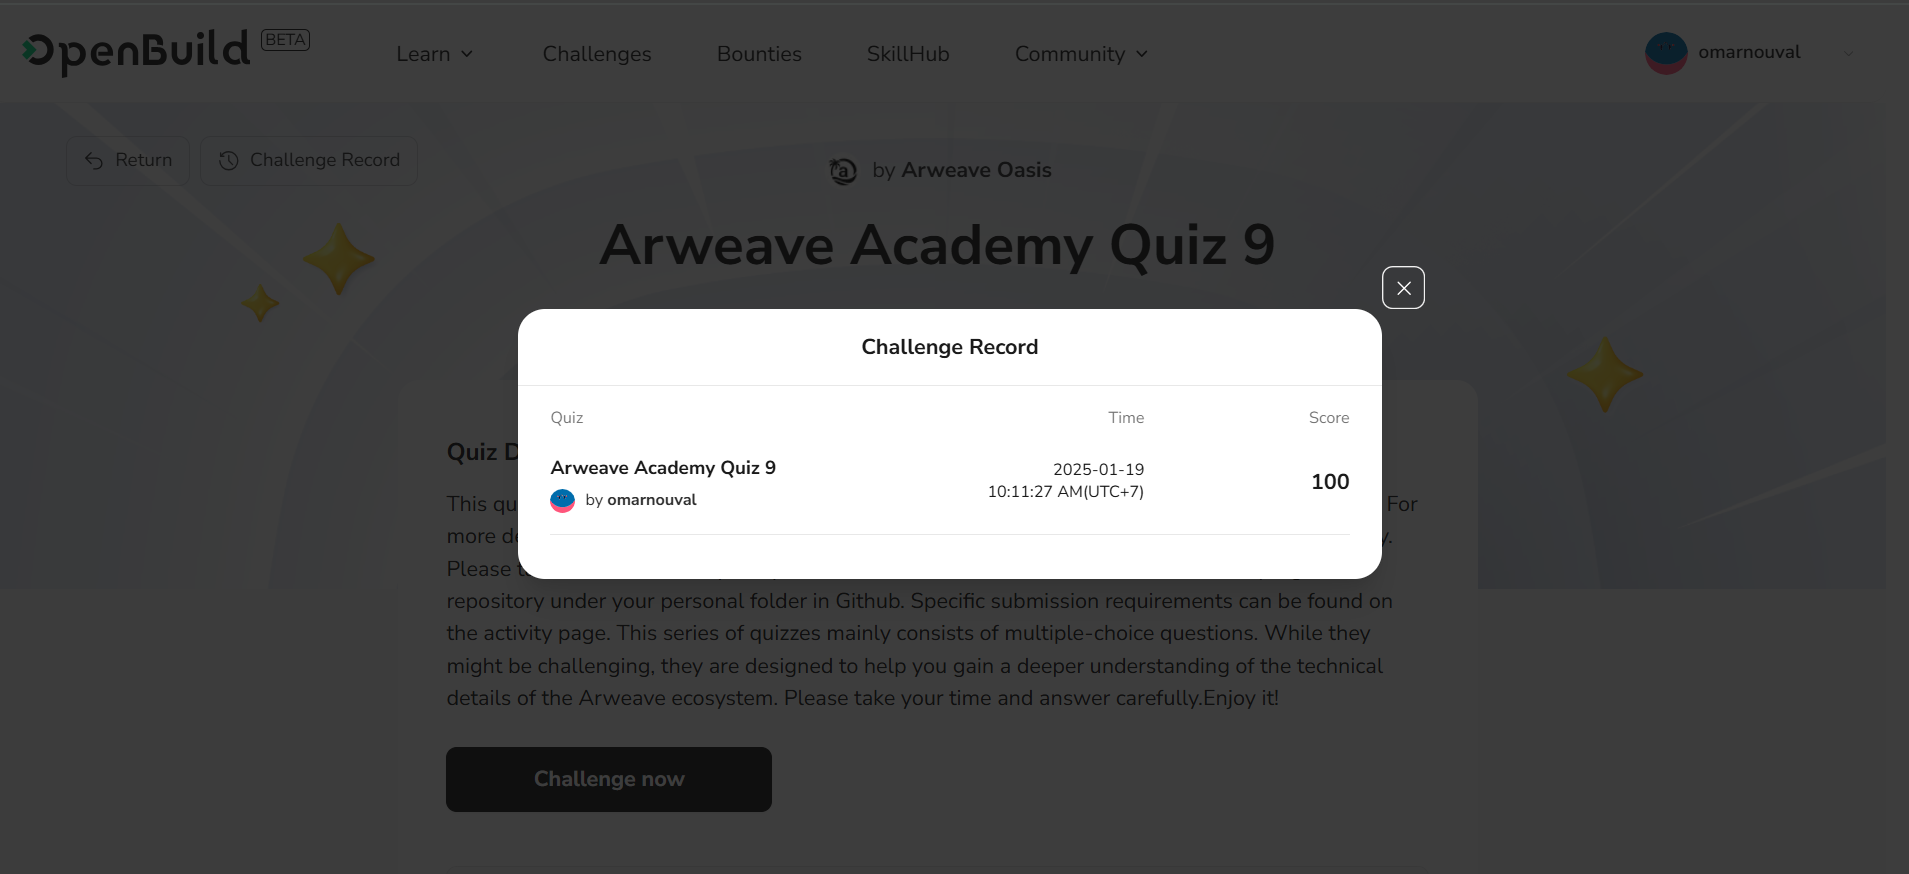 OpenBuild BETA
Learn
Challenges
Bounties
SkillHub
Community
omarnouval
Return
Challenge Record
by Arweave Oasis
Arweave Academy Quiz 9
Challenge Record
Quiz
Time
Score
Arweave Academy Quiz 9
by omarnouval
2025-01-19
10:11:27 AM(UTC+7)
100
Quiz
This For
more
Please
repository under your personal folder in Github. Specific submission requirements can be found on
the activity page. This series of quizzes mainly consists of multiple-choice questions. While they
might be challenging, they are designed to help you gain a deeper understanding of the technical
details of the Arweave ecosystem. Please take your time and answer carefully.Enjoy it!
Challenge now